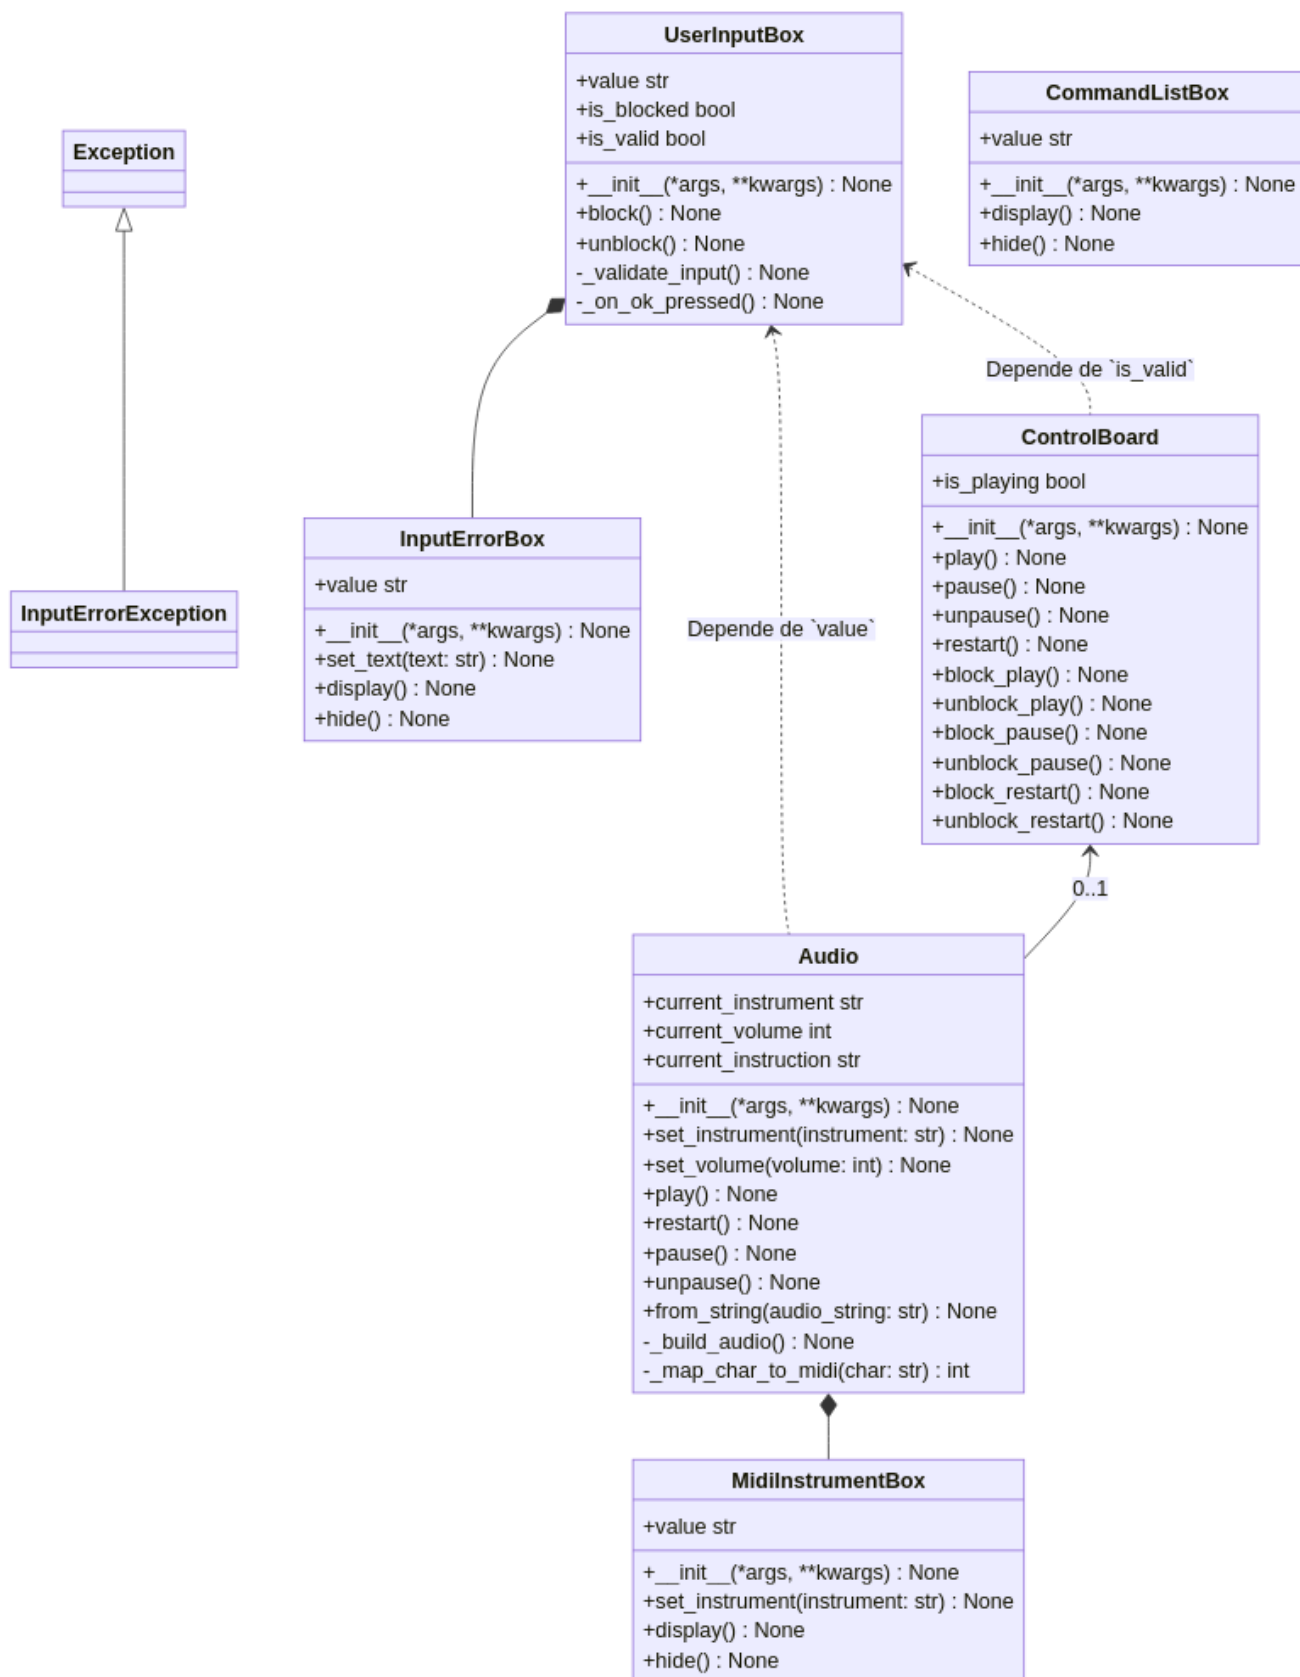 UserInputBox
+value str
+is_blocked bool
+is_valid bool
+__init__(*args, **kwargs) : None
+block() : None
+unblock() : None
-_validate_input() : None
-_on_ok_pressed() : None
CommandListBox
+value str
+__init__(*args, **kwargs) : None
+display() : None
+hide() : None
Exception
Depende de `is_valid`
ControlBoard
+is_playing bool
+__init__(*args, **kwargs) : None
+play() : None
+pause() : None
+unpause() : None
+restart() : None
+block_play() : None
+unblock_play() : None
+block_pause() : None
+unblock_pause() : None
+block_restart() : None
+unblock_restart() : None
InputErrorBox
+value str
+__init__(*args, **kwargs) : None
+set_text(text: str) : None
+display() : None
+hide() : None
InputErrorException
Depende de `value`
0..1
Audio
+current_instrument str
+current_volume int
+current_instruction str
+__init__(*args, **kwargs) : None
+set_instrument(instrument: str) : None
+set_volume(volume: int) : None
+play() : None
+restart() : None
+pause() : None
+unpause() : None
+from_string(audio_string: str) : None
-_build_audio() : None
-_map_char_to_midi(char: str) : int
MidiInstrumentBox
+value str
+__init__(*args, **kwargs) : None
+set_instrument(instrument: str) : None
+display() : None
+hide() : None